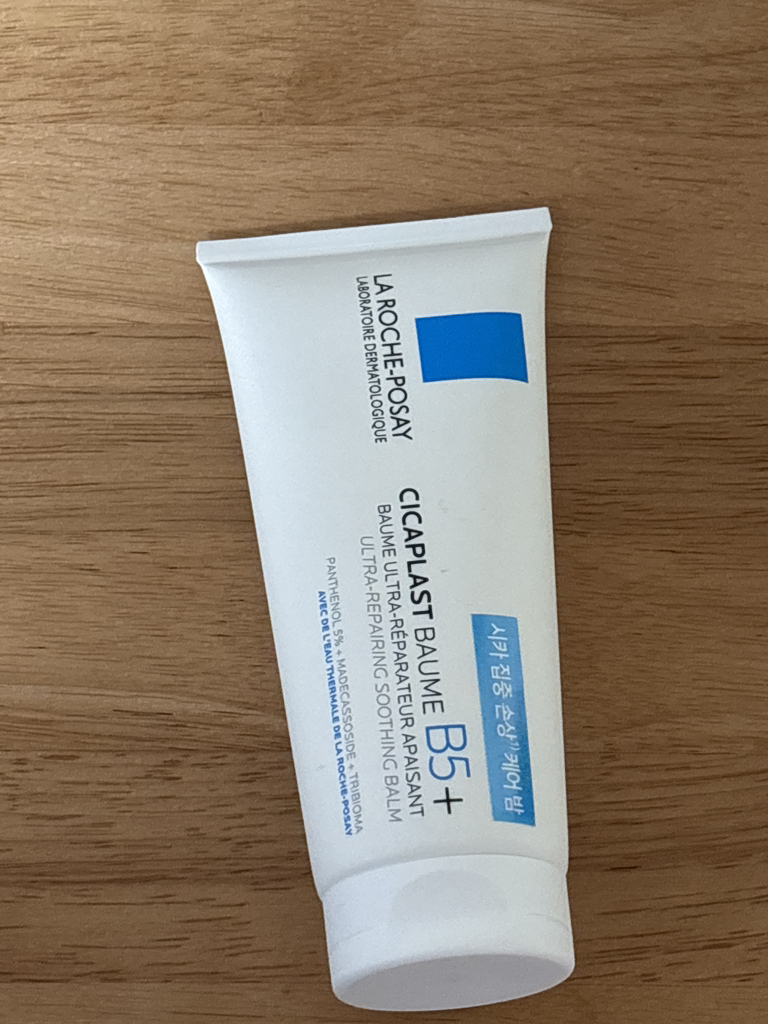 LA ROCHE-POSAY
LABORATOIRE DERMATOLOGIQUE
시카 집중 손상¹⁾ 케어 밤
CICAPLAST BAUME B5+
BAUME ULTRA-RÉPARATEUR APAISANT
ULTRA-REPAIRING SOOTHING BALM
PANTHENOL 5% + MADECASSOSIDE + TRIBIOMA
AVEC DE L'EAU THERMALE DE LA ROCHE-POSAY